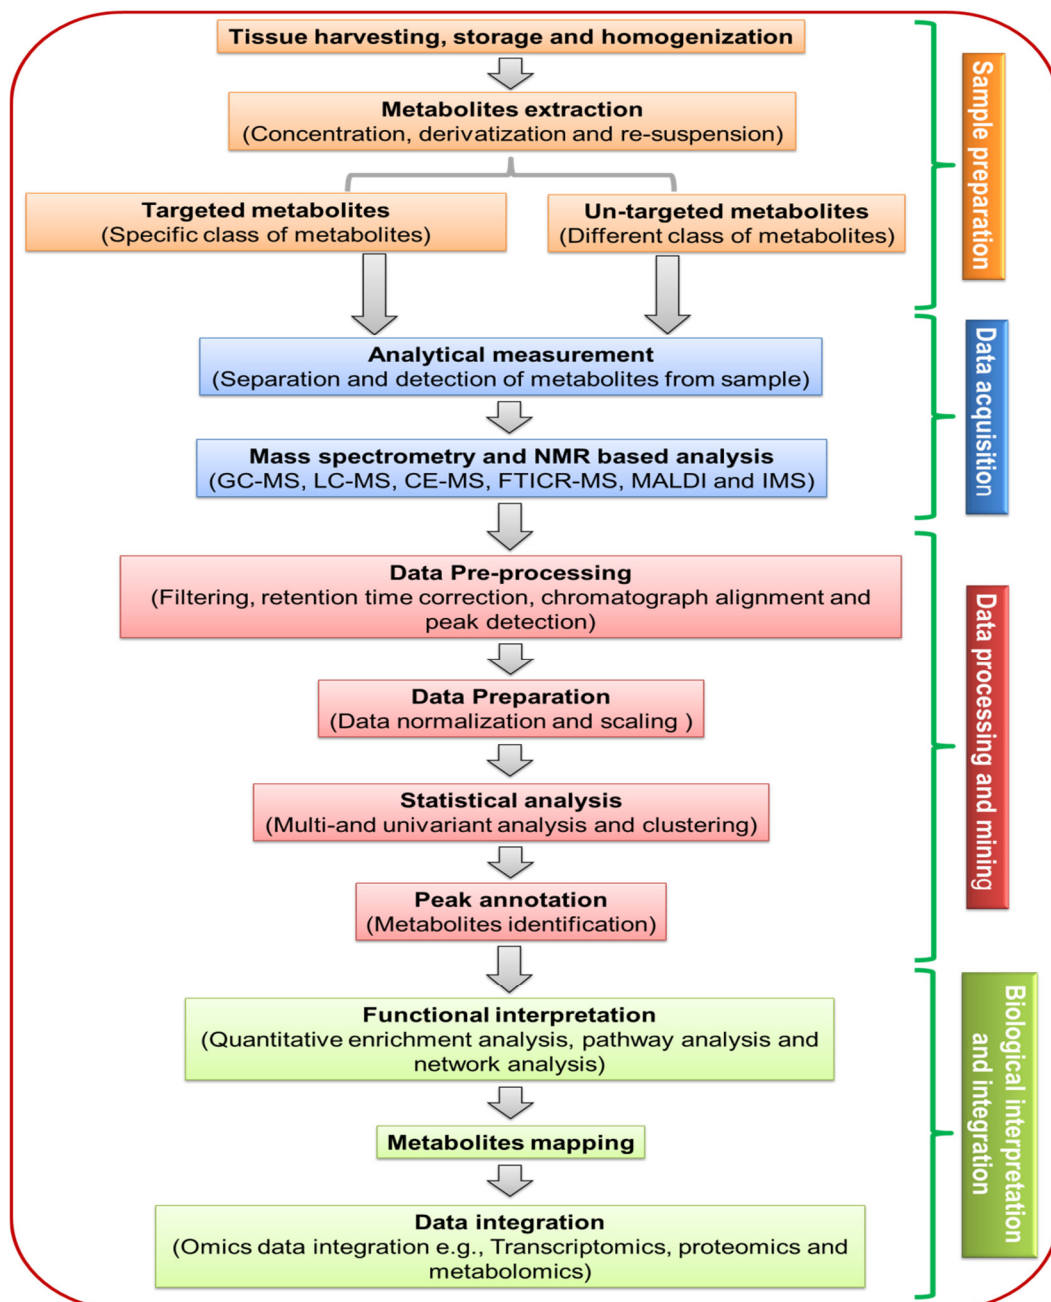 Tissue harvesting, storage and homogenization
Metabolites extraction
(Concentration, derivatization and re-suspension)
Targeted metabolites
(Specific class of metabolites)
Un-targeted metabolites
(Different class of metabolites)
Sample preparation
Analytical measurement
(Separation and detection of metabolites from sample)
Mass spectrometry and NMR based analysis
(GC-MS, LC-MS, CE-MS, FTICR-MS, MALDI and IMS)
Data acquisition
Data Pre-processing
(Filtering, retention time correction, chromatograph alignment and
peak detection)
Data Preparation
(Data normalization and scaling )
Statistical analysis
(Multi-and univariant analysis and clustering)
Peak annotation
(Metabolites identification)
Data processing and mining
Functional interpretation
(Quantitative enrichment analysis, pathway analysis and
network analysis)
Metabolites mapping
Data integration
(Omics data integration e.g., Transcriptomics, proteomics and
metabolomics)
Biological interpretation
and integration